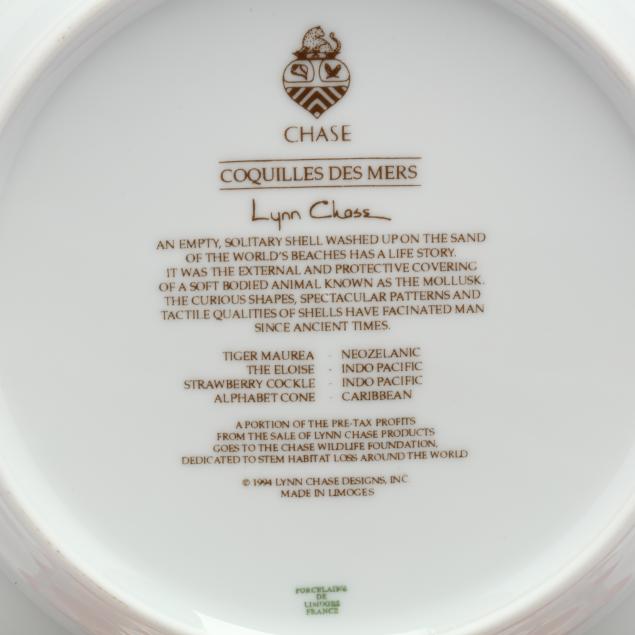 CHASE
COQUILLES DES MERS
Lynn Chase
AN EMPTY, SOLITARY SHELL WASHED UP ON THE SAND
OF THE WORLD'S BEACHES HAS A LIFE STORY.
IT WAS THE EXTERNAL AND PROTECTIVE COVERING
OF A SOFT BODIED ANIMAL KNOWN AS THE MOLLUSK.
THE CURIOUS SHAPES, SPECTACULAR PATTERNS AND
TACTILE QUALITIES OF SHELLS HAVE FACINATED MAN
SINCE ANCIENT TIMES.
TIGER MAUREA · NEOZELANIC
THE ELOISE · INDO PACIFIC
STRAWBERRY COCKLE · INDO PACIFIC
ALPHABET CONE · CARIBBEAN
A PORTION OF THE PRE-TAX PROFITS
FROM THE SALE OF LYNN CHASE PRODUCTS
GOES TO THE CHASE WILDLIFE FOUNDATION,
DEDICATED TO STEM HABITAT LOSS AROUND THE WORLD
© 1994 LYNN CHASE DESIGNS, INC
MADE IN LIMOGES
PORCELAINE
DE
LIMOGES
FRANCE